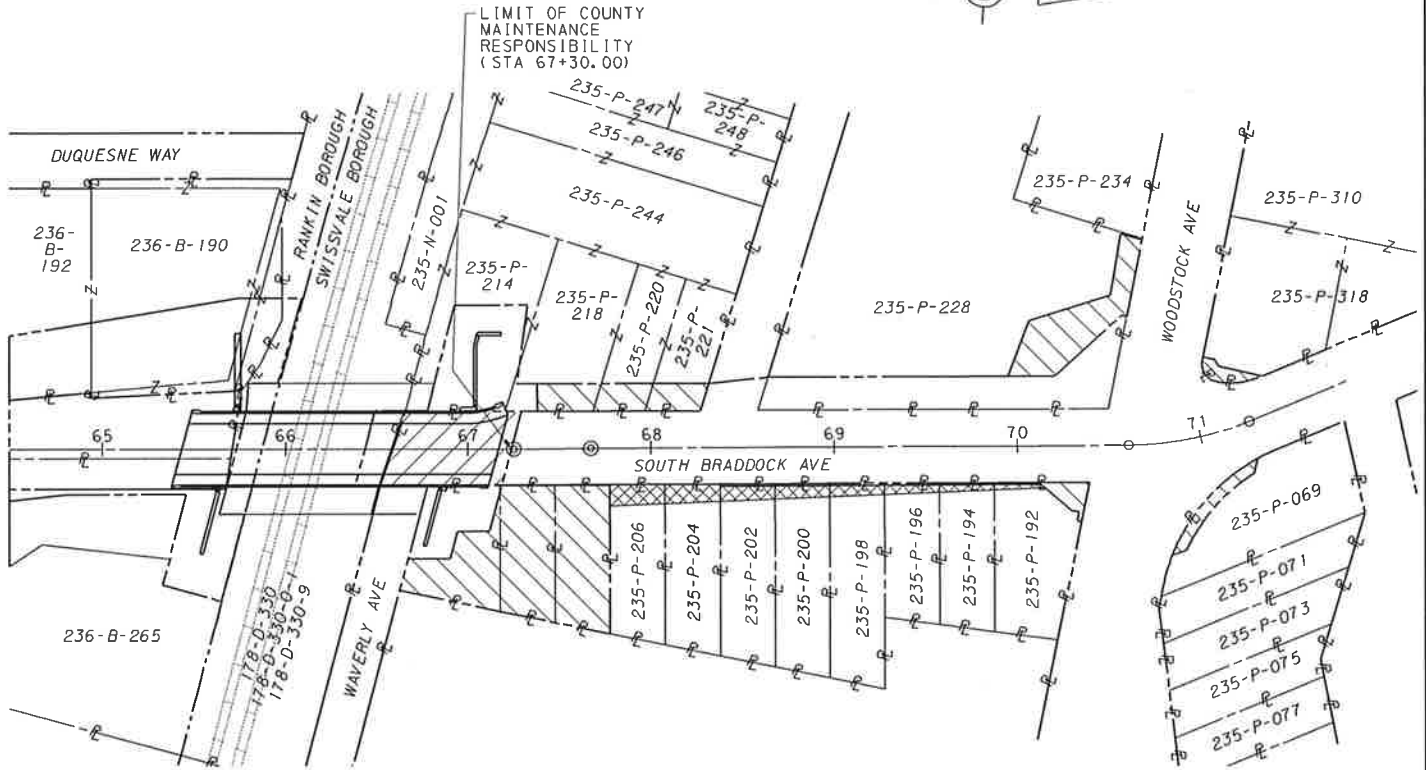 LIMIT OF COUNTY
MAINTENANCE
RESPONSIBILITY
(STA 67+30.00)
DUQUESNE WAY
RANKIN BOROUGH
SWISSVALE BOROUGH
236-
B-
192
236-B-190
235-N-001
235-P-247
235-P-
248
235-P-246
235-P-244
235-P-
214
235-P-
218
235-P-220
235-P-
221
235-P-228
235-P-234
WOODSTOCK AVE
235-P-310
235-P-318
65
66
67
68
69
70
71
SOUTH BRADDOCK AVE
236-B-265
178-D-330
178-D-330-0-1
178-D-330-9
WAVERLY AVE
235-P-206
235-P-204
235-P-202
235-P-200
235-P-198
235-P-196
235-P-194
235-P-192
235-P-069
235-P-071
235-P-073
235-P-075
235-P-077